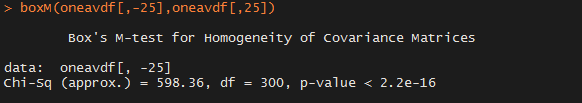 > boxM(oneavdf[,-25],oneavdf[,25])
Box's M-test for Homogeneity of Covariance Matrices
data:  oneavdf[, -25]
Chi-Sq (approx.) = 598.36, df = 300, p-value < 2.2e-16